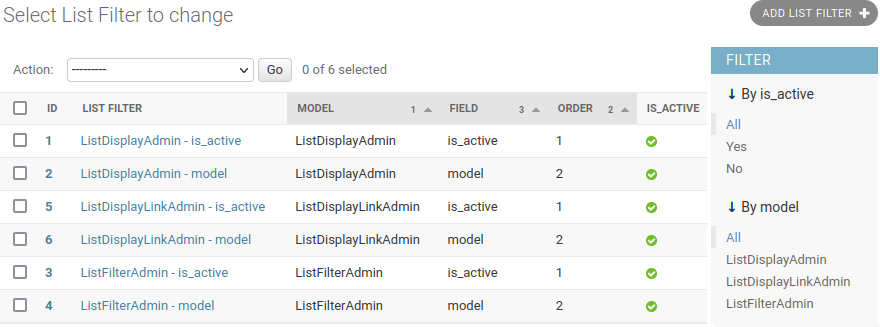 Select List Filter to change
ADD LIST FILTER +
Action: --------- Go 0 of 6 selected
ID LIST FILTER MODEL 1 FIELD 3 ORDER 2 IS_ACTIVE
1 ListDisplayAdmin - is_active ListDisplayAdmin is_active 1
2 ListDisplayAdmin - model ListDisplayAdmin model 2
5 ListDisplayLinkAdmin - is_active ListDisplayLinkAdmin is_active 1
6 ListDisplayLinkAdmin - model ListDisplayLinkAdmin model 2
3 ListFilterAdmin - is_active ListFilterAdmin is_active 1
4 ListFilterAdmin - model ListFilterAdmin model 2
FILTER
↓ By is_active
All
Yes
No
↓ By model
All
ListDisplayAdmin
ListDisplayLinkAdmin
ListFilterAdmin